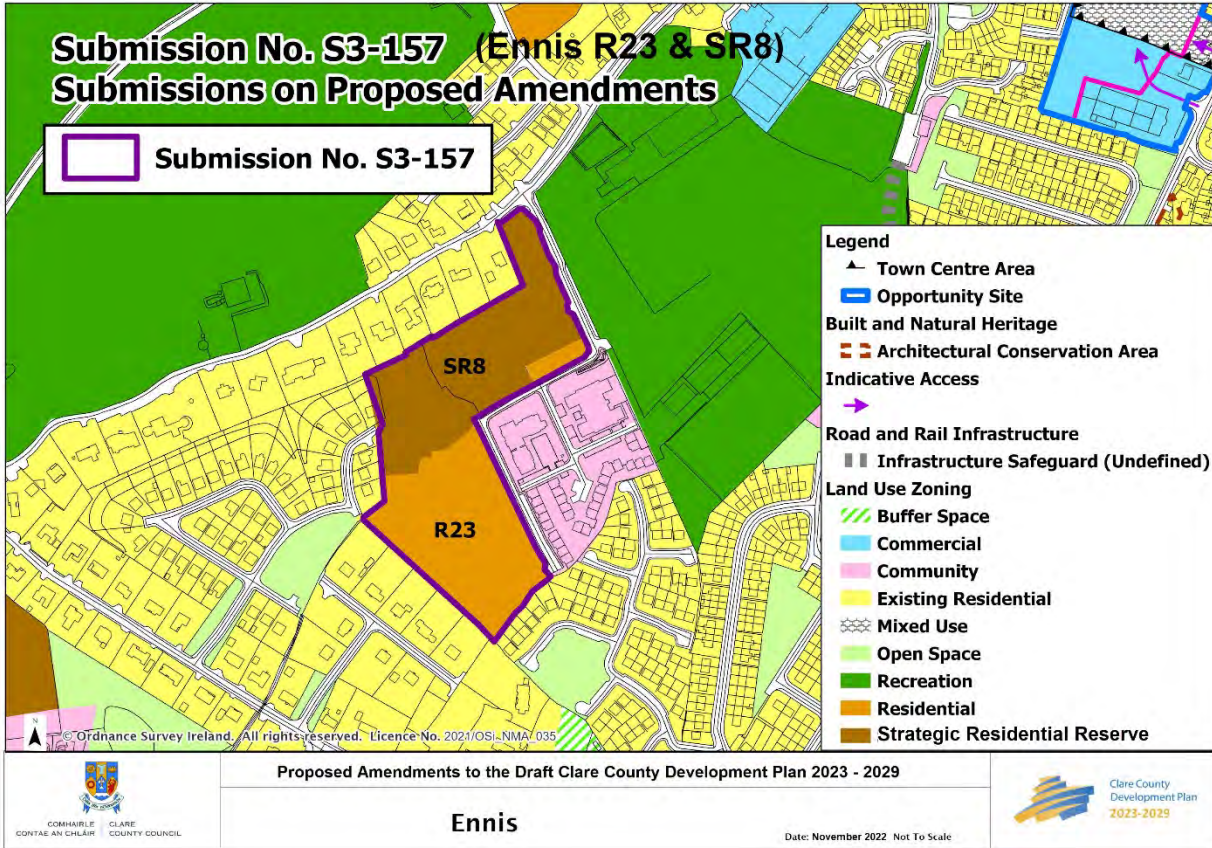 Submission No. S3-157 (Ennis R23 & SR8)
Submissions on Proposed Amendments
Submission No. S3-157
SR8
R23
Legend
Town Centre Area
Opportunity Site
Built and Natural Heritage
Architectural Conservation Area
Indicative Access
Road and Rail Infrastructure
Infrastructure Safeguard (Undefined)
Land Use Zoning
Buffer Space
Commercial
Community
Existing Residential
Mixed Use
Open Space
Recreation
Residential
Strategic Residential Reserve
N
© Ordnance Survey Ireland. All rights reserved. Licence No. 2021/OSi_NMA_035
COMHAIRLE
CONTAE AN CHLÁIR
CLARE
COUNTY COUNCIL
Proposed Amendments to the Draft Clare County Development Plan 2023 - 2029
Ennis
Date: November 2022 Not To Scale
Clare County
Development Plan
2023-2029